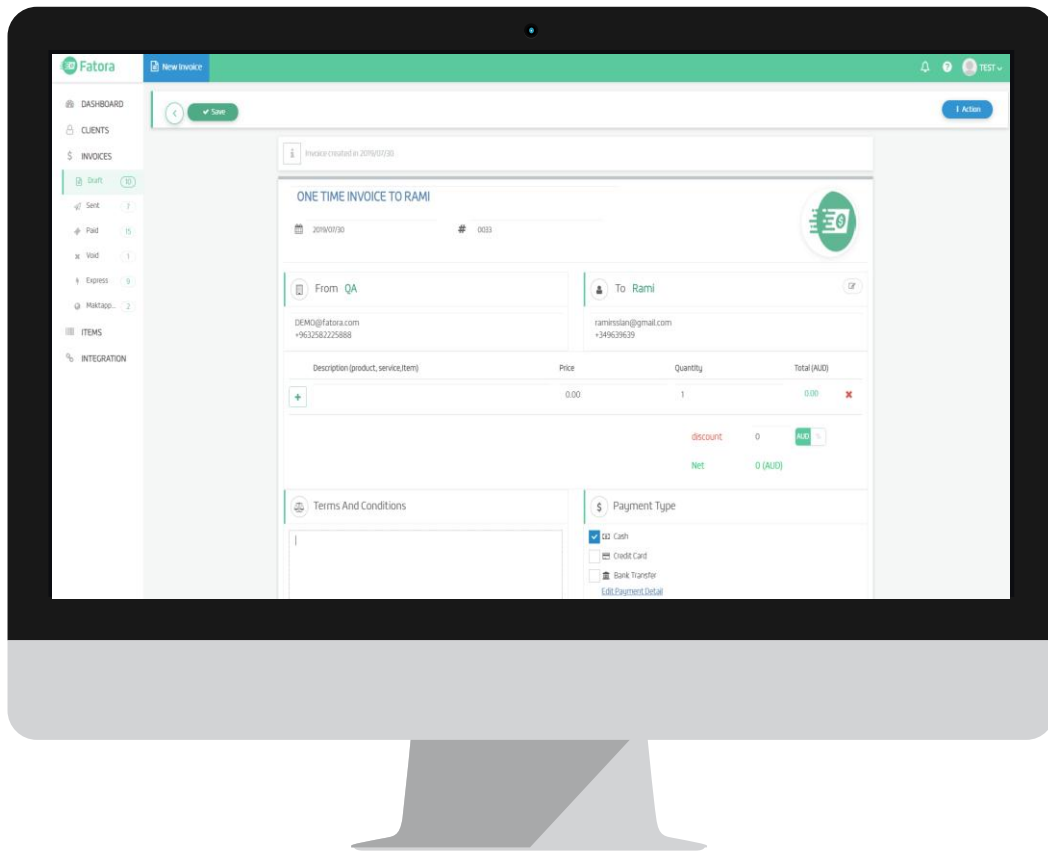 Fatora
New Invoice
TEST
DASHBOARD
CLIENTS
INVOICES
Draft 10
Sent
Paid 15
Void 1
Express 9
Maktapp... 2
ITEMS
INTEGRATION
Save
Action
Invoice created in 2019/07/30
ONE TIME INVOICE TO RAMI
2019/07/30 # 0033
From QA
To Rami
DEMO@fatora.com
+9632582225888
ramirsslan@gmail.com
+349639639
Description (product, service,Item) Price Quantity Total (AUD)
+ 0.00 1 0.00
discount 0 AUD %
Net 0 (AUD)
Terms And Conditions
Payment Type
Cash
Credit Card
Bank Transfer
Edit Payment Detail